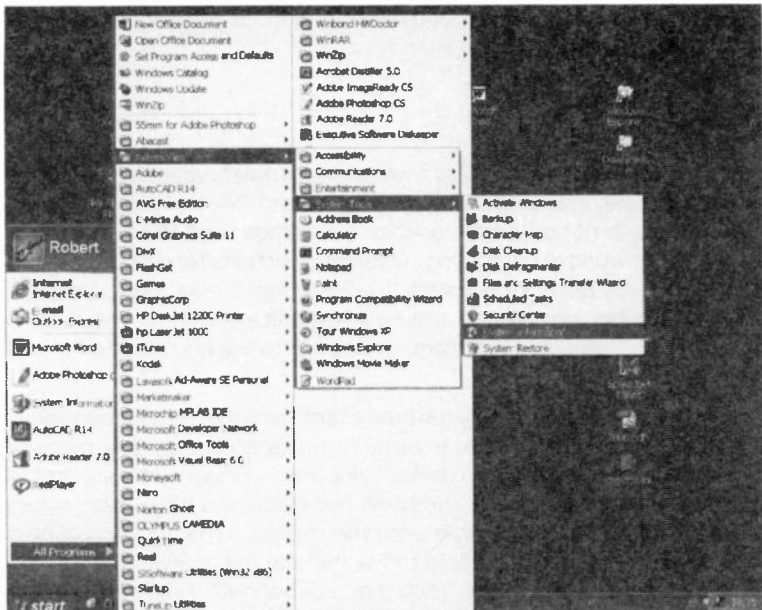 New Office Document
Open Office Document
Set Program Access and Defaults
Windows Catalog
Windows Update
WinZip
55mm for Adobe Photoshop
Abacast
Accessories
Adobe
AutoCAD R14
AVG Free Edition
C-Media Audio
Corel Graphics Suite 11
DivX
FlashGet
Games
GraphicCorp
HP DeskJet 1220C Printer
hp LaserJet 1000
iTunes
Kodak
Lavasoft Ad-Aware SE Personal
Marketmaker
Microchip MPLAB IDE
Microsoft Developer Network
Microsoft Office Tools
Microsoft Visual Basic 6.0
Moneysoft
Nero
Norton Ghost
OLYMPUS CAMEDIA
QuickTime
Real
SiSoftware Utilities (Win32 x86)
Startup
TuneUp Utilities
Winbond HWDoctor
WinRAR
WinZip
Acrobat Distiller 5.0
Adobe ImageReady CS
Adobe Photoshop CS
Adobe Reader 7.0
Executive Software Diskeeper
Accessibility
Communications
Entertainment
System Tools
Address Book
Calculator
Command Prompt
Notepad
Paint
Program Compatibility Wizard
Synchronize
Tour Windows XP
Windows Explorer
Windows Movie Maker
WordPad
Activate Windows
Backup
Character Map
Disk Cleanup
Disk Defragmenter
Files and Settings Transfer Wizard
Scheduled Tasks
Security Center
System Information
System Restore
Robert
Internet
Internet Explorer
E-mail
Outlook Express
Microsoft Word
Adobe Photoshop
System Information
AutoCAD R14
Adobe Reader 7.0
RealPlayer
All Programs
start